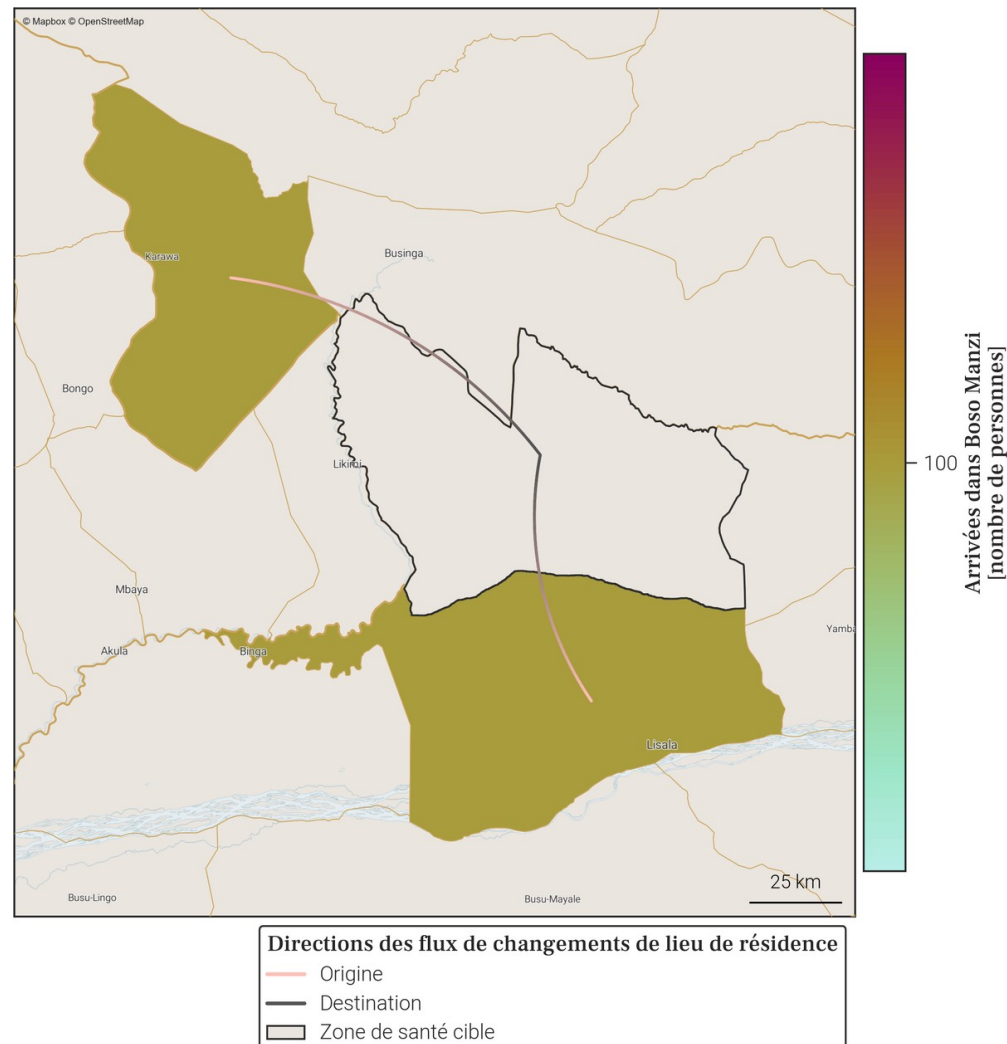 © Mapbox © OpenStreetMap
Karawa
Businga
Bongo
Likimi
Mbaya
Akula
Binga
Yamba
Lisala
Busu-Lingo
Busu-Mayale
25 km
100
Arrivées dans Boso Manzi
[nombre de personnes]
Directions des flux de changements de lieu de résidence
Origine
Destination
Zone de santé cible